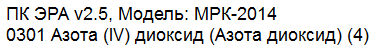 ПК ЭРА v2.5, Модель: МРК-2014
0301 Азота (IV) диоксид (Азота диоксид) (4)